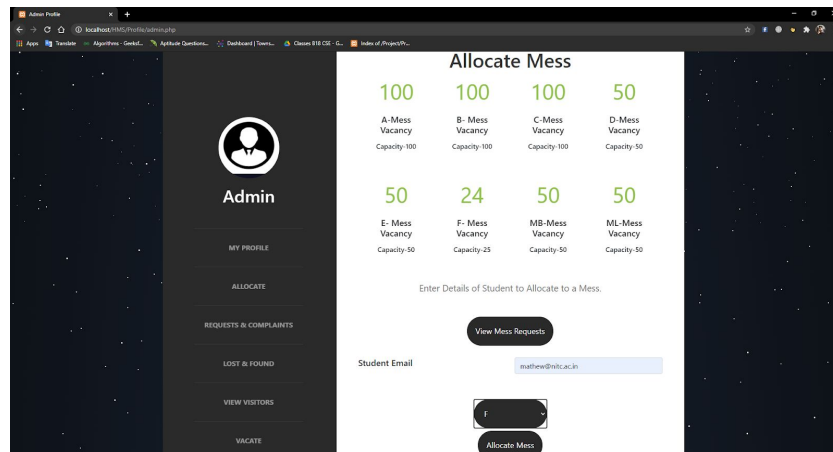 Admin Profile
localhost/HMS/Profile/admin.php
Apps Translate Algorithms - Geeksf... Aptitude Questions... Dashboard | Towns... Classes B18 CSE - G... Index of /Project/Pr...
Allocate Mess
100 100 100 50
A-Mess B- Mess C-Mess D-Mess
Vacancy Vacancy Vacancy Vacancy
Capacity-100 Capacity-100 Capacity-100 Capacity-50
Admin
50 24 50 50
E- Mess F- Mess MB-Mess ML-Mess
Vacancy Vacancy Vacancy Vacancy
Capacity-50 Capacity-25 Capacity-50 Capacity-50
MY PROFILE
ALLOCATE
Enter Details of Student to Allocate to a Mess.
REQUESTS & COMPLAINTS
View Mess Requests
LOST & FOUND
Student Email
mathew@nitc.ac.in
VIEW VISITORS
F
VACATE
Allocate Mess